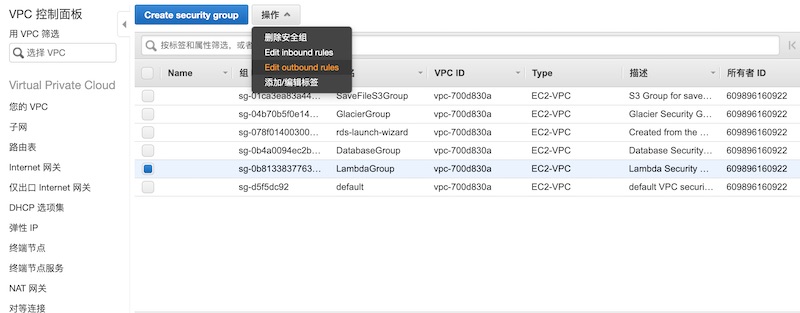 VPC 控制面板
用 VPC 筛选
选择 VPC
Virtual Private Cloud
您的 VPC
子网
路由表
Internet 网关
仅出口 Internet 网关
DHCP 选项集
弹性 IP
终端节点
终端节点服务
NAT 网关
对等连接
Create security group 操作
删除安全组
Edit inbound rules
Edit outbound rules
添加/编辑标签
按标签和属性筛选，或者
Name 组 名 VPC ID Type 描述 所有者 ID
sg-01ca3ea83a44... SaveFileS3Group vpc-700d830a EC2-VPC S3 Group for save... 609896160922
sg-04b70b5f0e14... GlacierGroup vpc-700d830a EC2-VPC Glacier Security G... 609896160922
sg-078f01400300... rds-launch-wizard vpc-700d830a EC2-VPC Created from the ... 609896160922
sg-0b4a0094ec2b... DatabaseGroup vpc-700d830a EC2-VPC Database Security... 609896160922
sg-0b8133837763... LambdaGroup vpc-700d830a EC2-VPC Lambda Security ... 609896160922
sg-d5f5dc92 default vpc-700d830a EC2-VPC default VPC securi... 609896160922